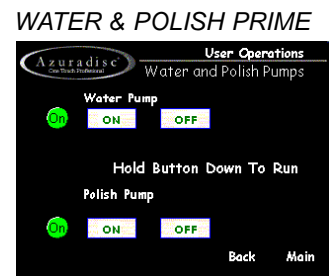 WATER & POLISH PRIME
Azuradisc
One Touch Professional
User Operations
Water and Polish Pumps
Water Pump
On ON OFF
Hold Button Down To Run
Polish Pump
On ON OFF
Back Main